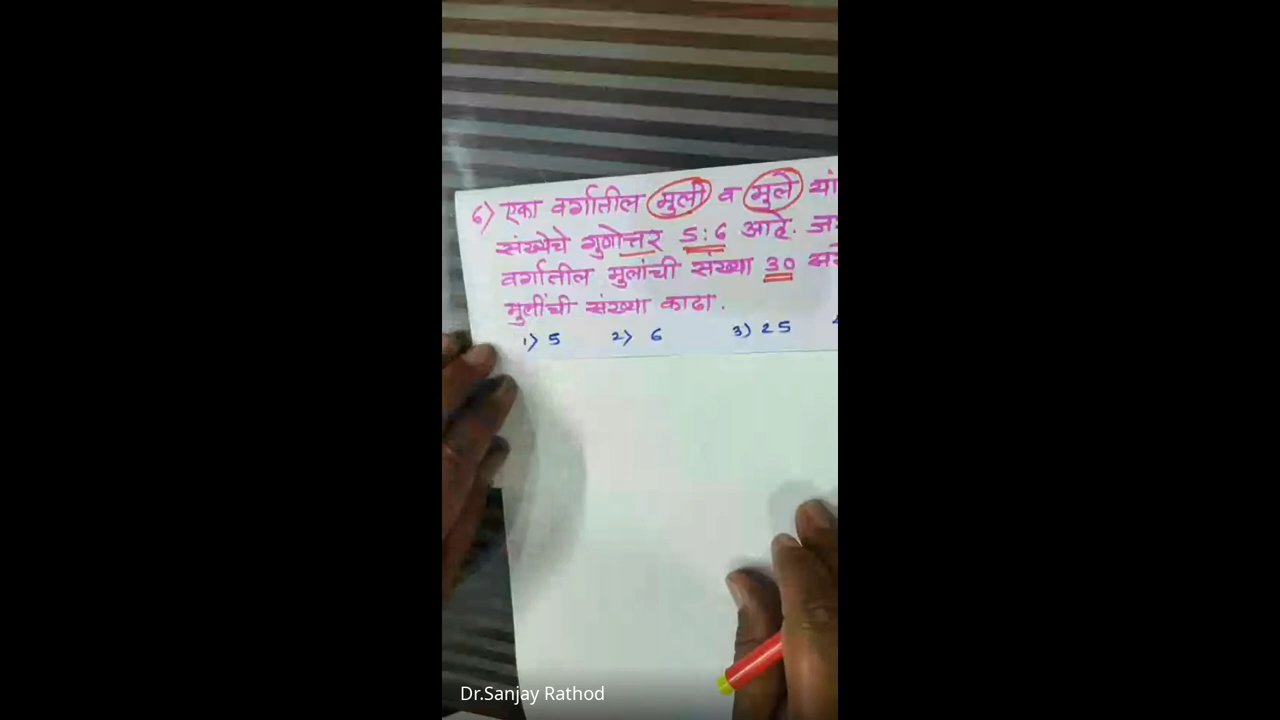 6) एका वर्गातील मुली व मुले यां
संख्येचे गुणोत्तर 5:6 आहे. ज
वर्गातील मुलांची संख्या 30
मुलींची संख्या काढा.
1) 5 2) 6 3) 25
Dr.Sanjay Rathod